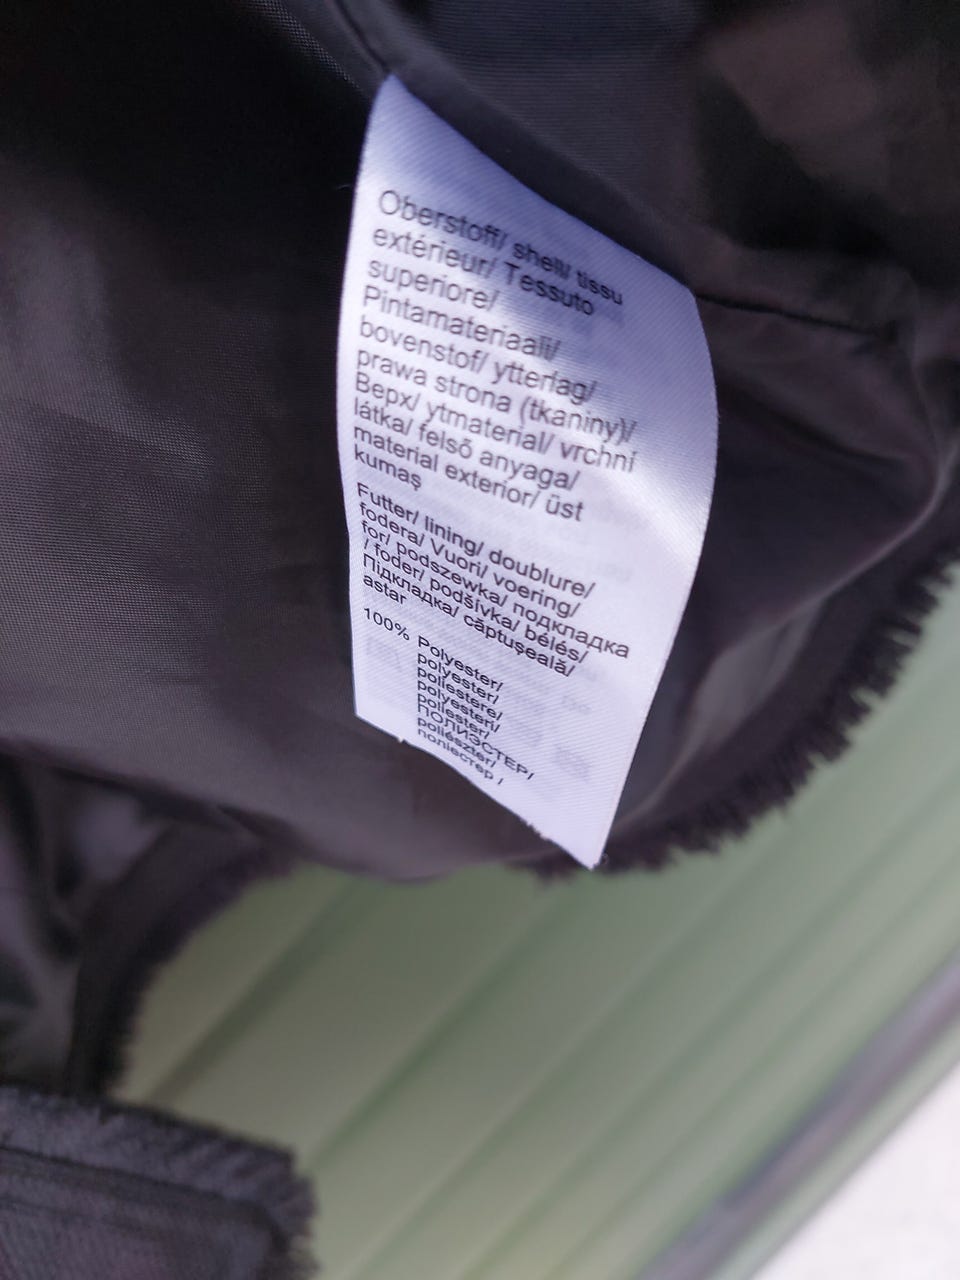 Oberstoff/ shell/ tissu
extérieur/ Tessuto
superiore/
Pintamateriaali/
bovenstof/ ytterlag/
prawa strona (tkaniny)/
Верх/ ytmaterial/ vrchní
látka/ felső anyaga/
material exterior/ üst
kumaş
Futter/ lining/ doublure/
fodera/ Vuori/ voering/
for/ podszewka/ подкладка
/ foder/ podšívka/ bélés/
Підкладка/ căptușeală/
astar
100% Polyester/
polyester/
poliestere/
polyesteri/
poliester/
ПОЛИЭСТЕР/
poliészter/
поліестер /